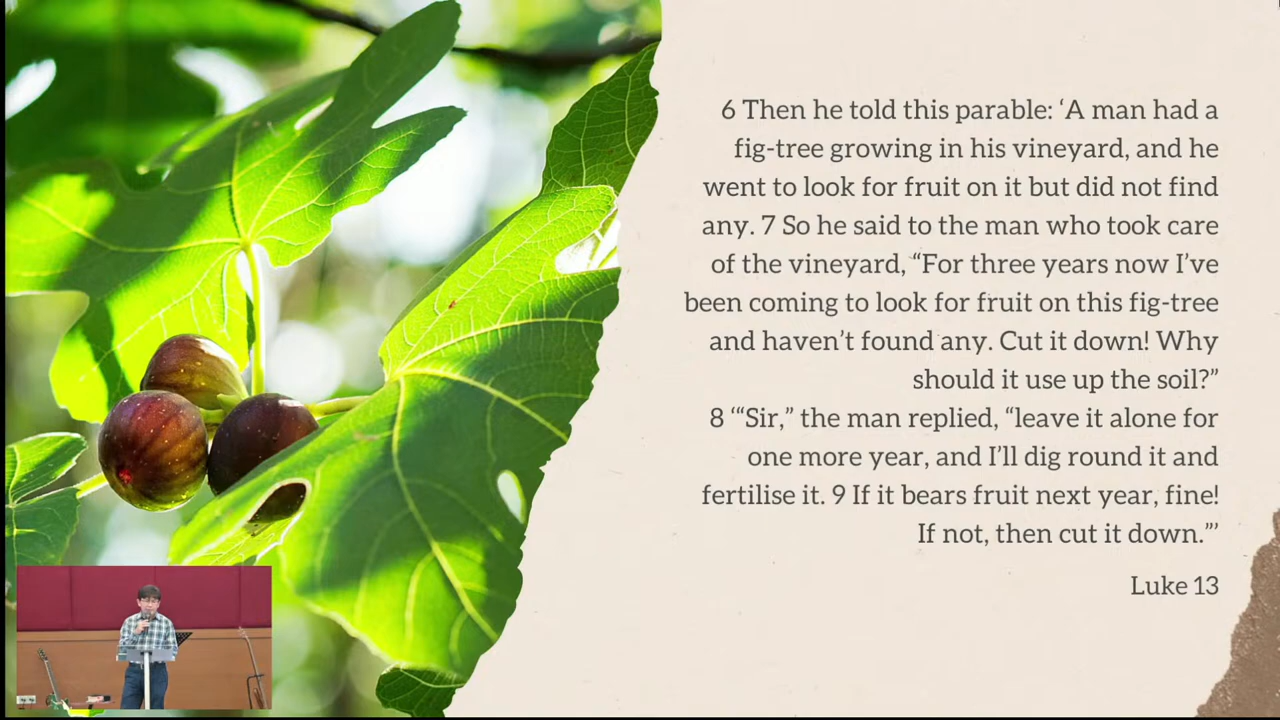 6 Then he told this parable: ‘A man had a
fig-tree growing in his vineyard, and he
went to look for fruit on it but did not find
any. 7 So he said to the man who took care
of the vineyard, “For three years now I’ve
been coming to look for fruit on this fig-tree
and haven’t found any. Cut it down! Why
should it use up the soil?”
8 ‘“Sir,” the man replied, “leave it alone for
one more year, and I’ll dig round it and
fertilise it. 9 If it bears fruit next year, fine!
If not, then cut it down.”’
Luke 13